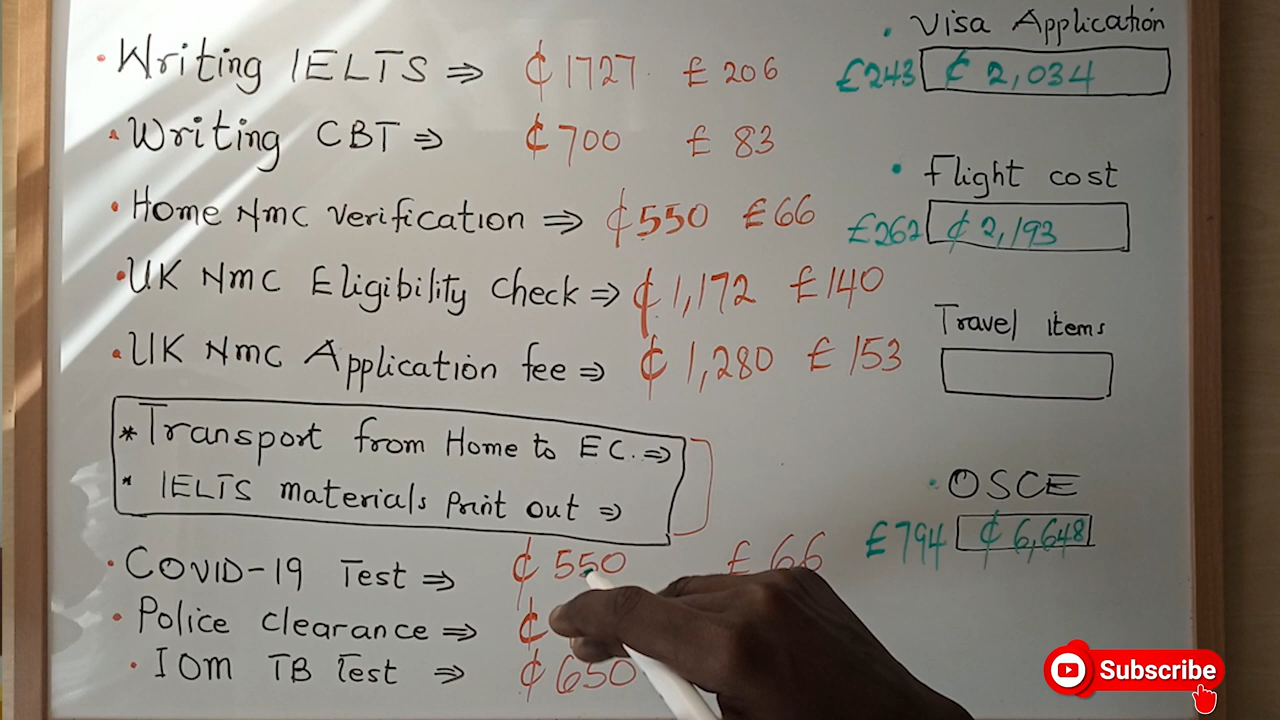 • Writing IELTS ⇒ ₵ 1727 £ 206
• Writing CBT ⇒ ₵ 700 £ 83
• Home NMC verification ⇒ ₵ 550 £ 66
• UK NMC Eligibility Check ⇒ ₵ 1,172 £ 140
• UK NMC Application fee ⇒ ₵ 1,280 £ 153
* Transport from Home to EC. ⇒
* IELTS materials Print out ⇒
• COVID-19 Test ⇒ ₵ 550 £ 66
• Police clearance ⇒ ₵
• IOM TB Test ⇒ ₵ 650
• Visa Application
£243 ₵ 2,034
• Flight cost
£262 ₵ 2,193
Travel items
• OSCE
£794 ₵ 6,648
Subscribe